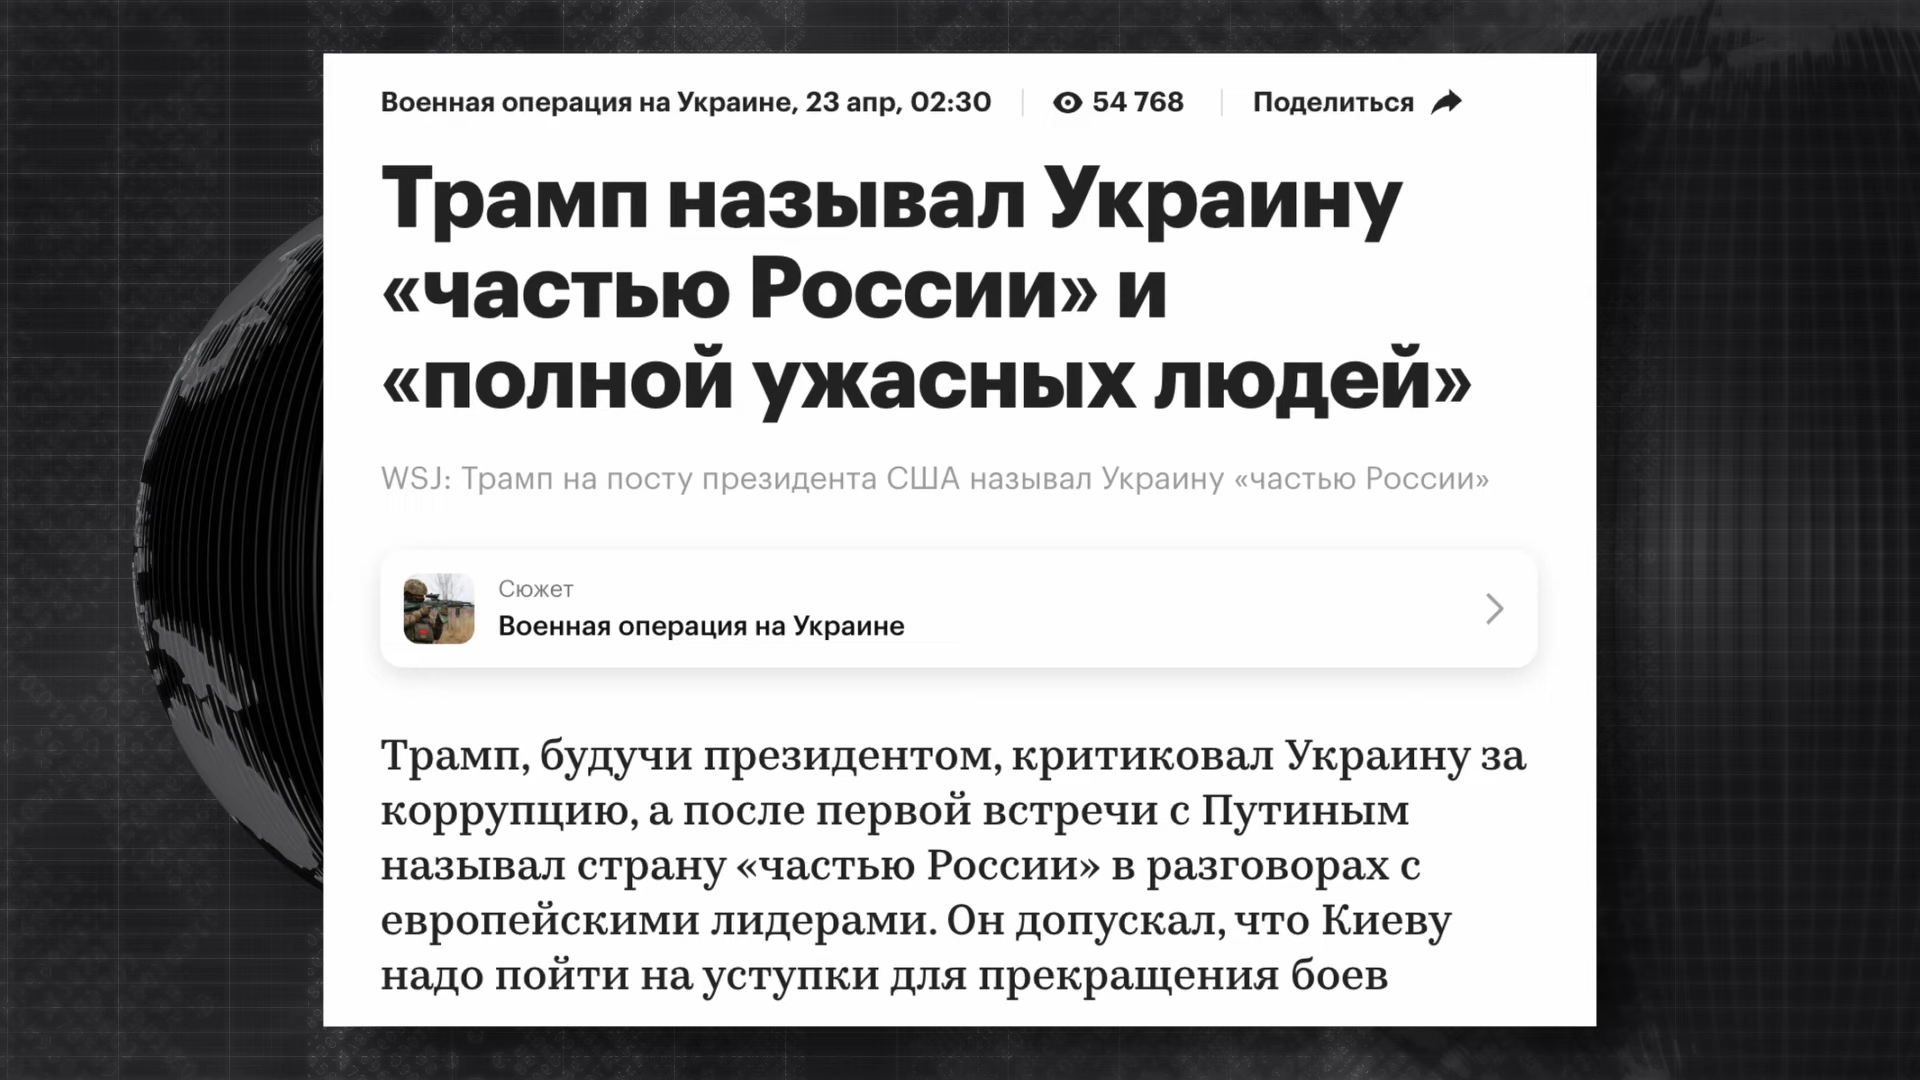 Военная операция на Украине, 23 апр, 02:30
54 768
Поделиться
Трамп называл Украину
«частью России» и
«полной ужасных людей»
WSJ: Трамп на посту президента США называл Украину «частью России»
Сюжет
Военная операция на Украине
Трамп, будучи президентом, критиковал Украину за
коррупцию, а после первой встречи с Путиным
называл страну «частью России» в разговорах с
европейскими лидерами. Он допускал, что Киеву
надо пойти на уступки для прекращения боев